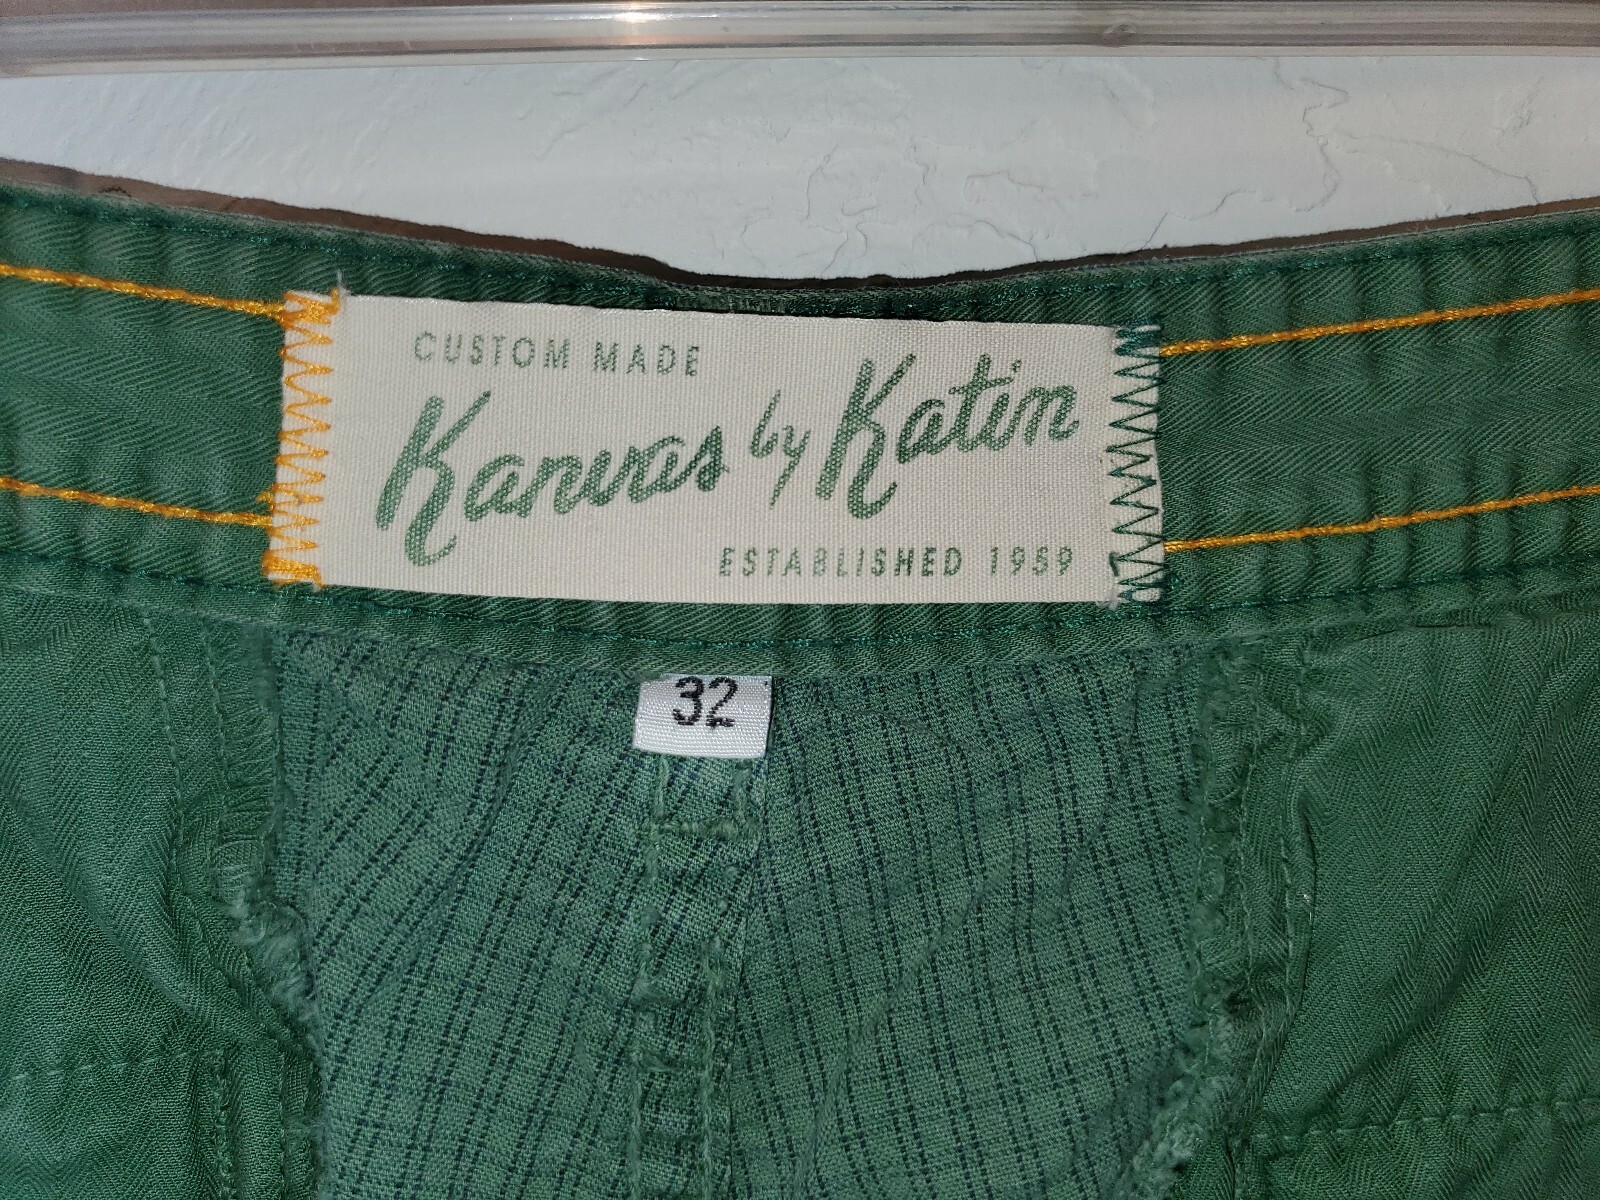 CUSTOM MADE
Kanvas by Katin
ESTABLISHED 1959
32